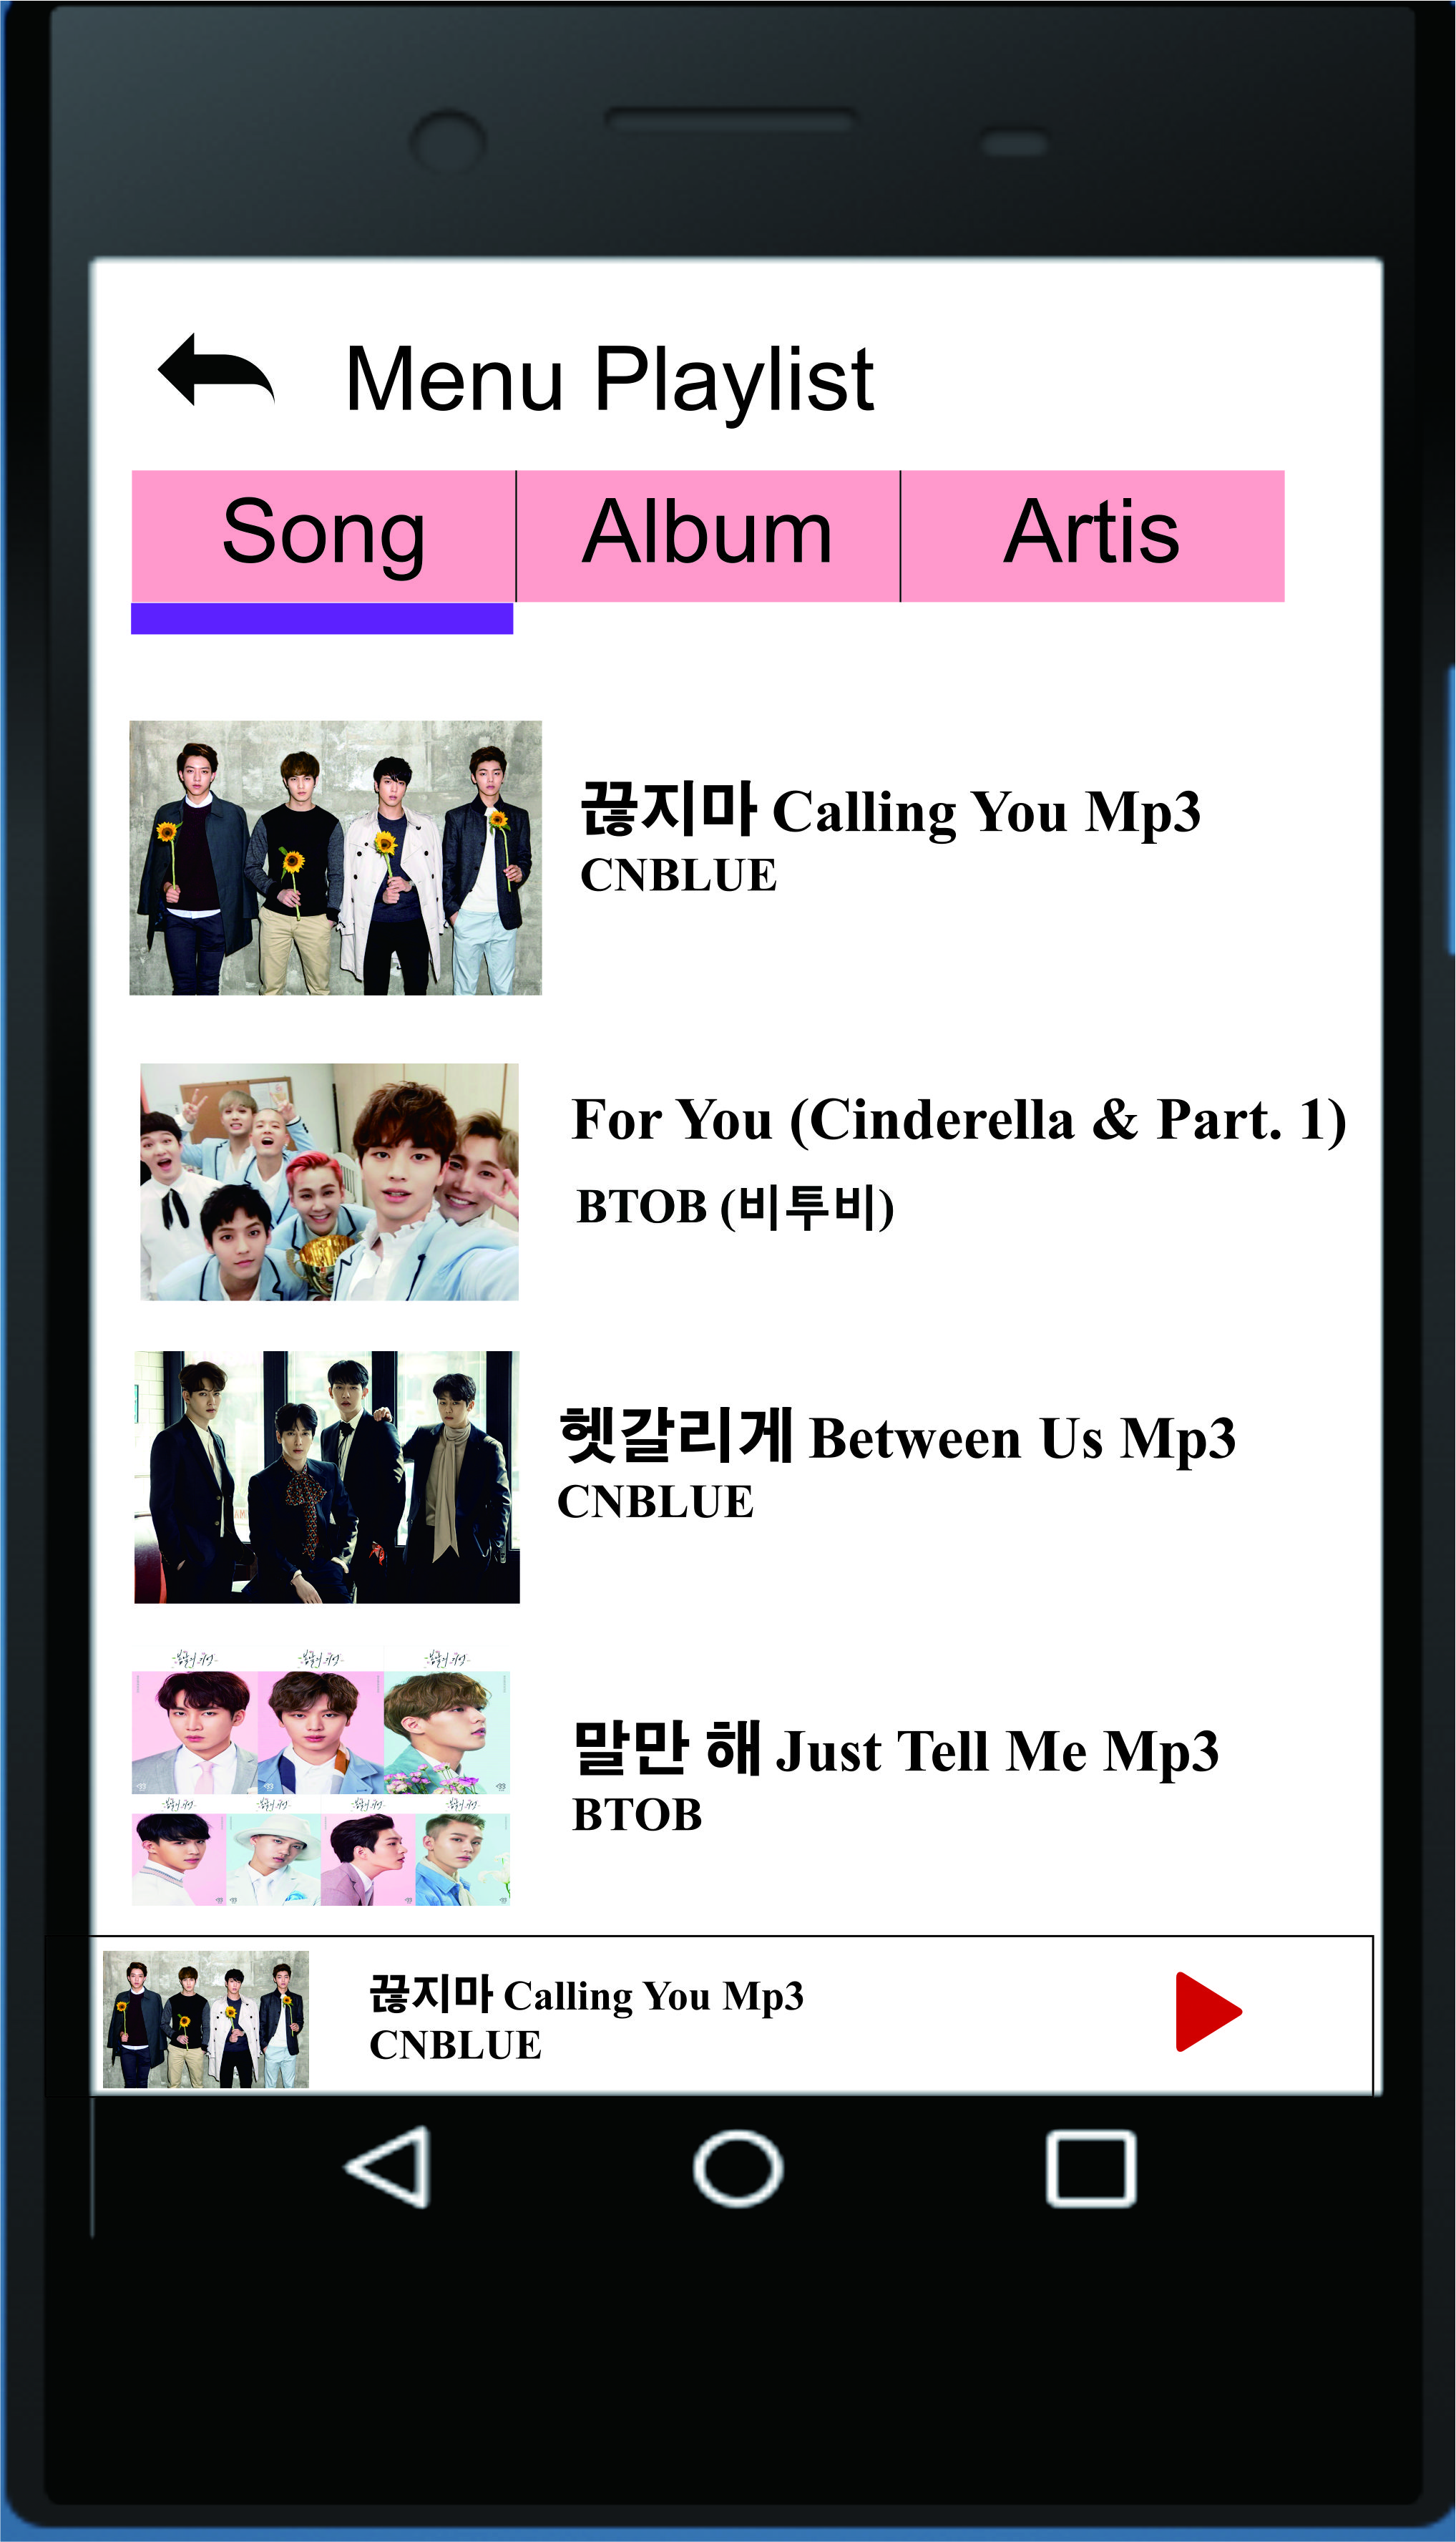 Menu Playlist
Song Album Artis
끊지마 Calling You Mp3
CNBLUE
For You (Cinderella & Part. 1)
BTOB (비투비)
헷갈리게 Between Us Mp3
CNBLUE
말만 해 Just Tell Me Mp3
BTOB
끊지마 Calling You Mp3
CNBLUE